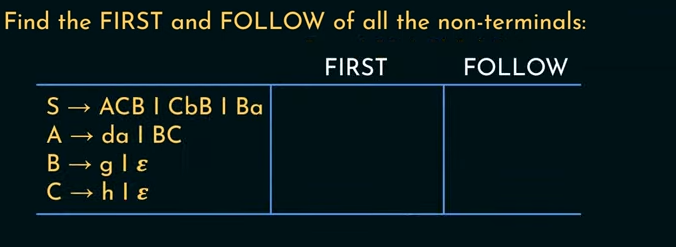 Find the FIRST and FOLLOW of all the non-terminals:
FIRST FOLLOW
S → ACB | CbB | Ba
A → da | BC
B → g | ε
C → h | ε